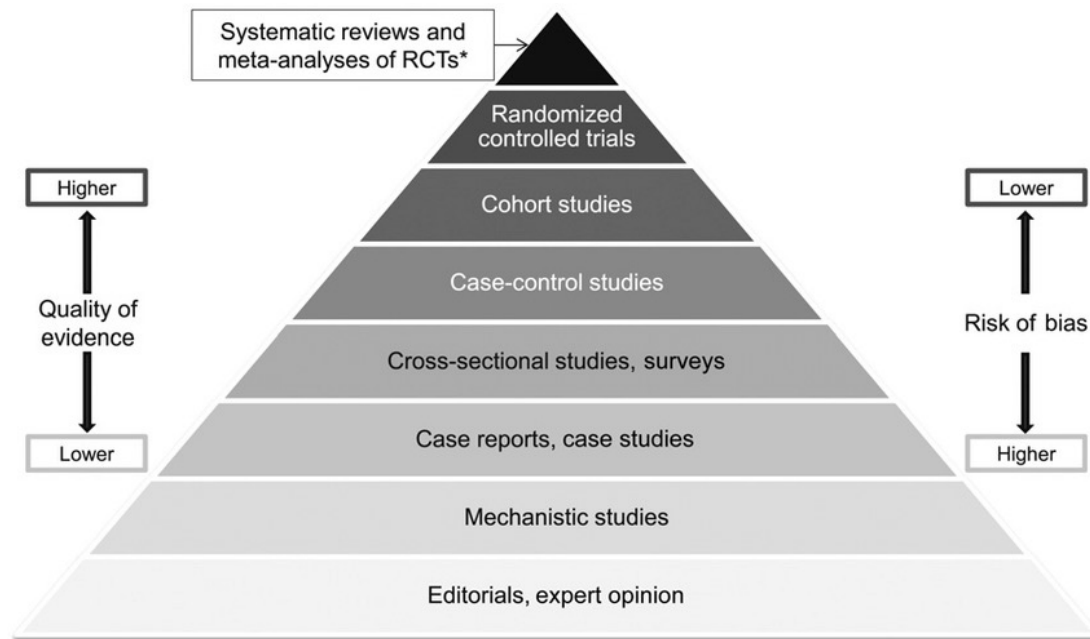 Systematic reviews and
meta-analyses of RCTs*
Randomized
controlled trials
Higher
Lower
Cohort studies
Case-control studies
Quality of
evidence
Risk of bias
Cross-sectional studies, surveys
Lower
Case reports, case studies
Higher
Mechanistic studies
Editorials, expert opinion